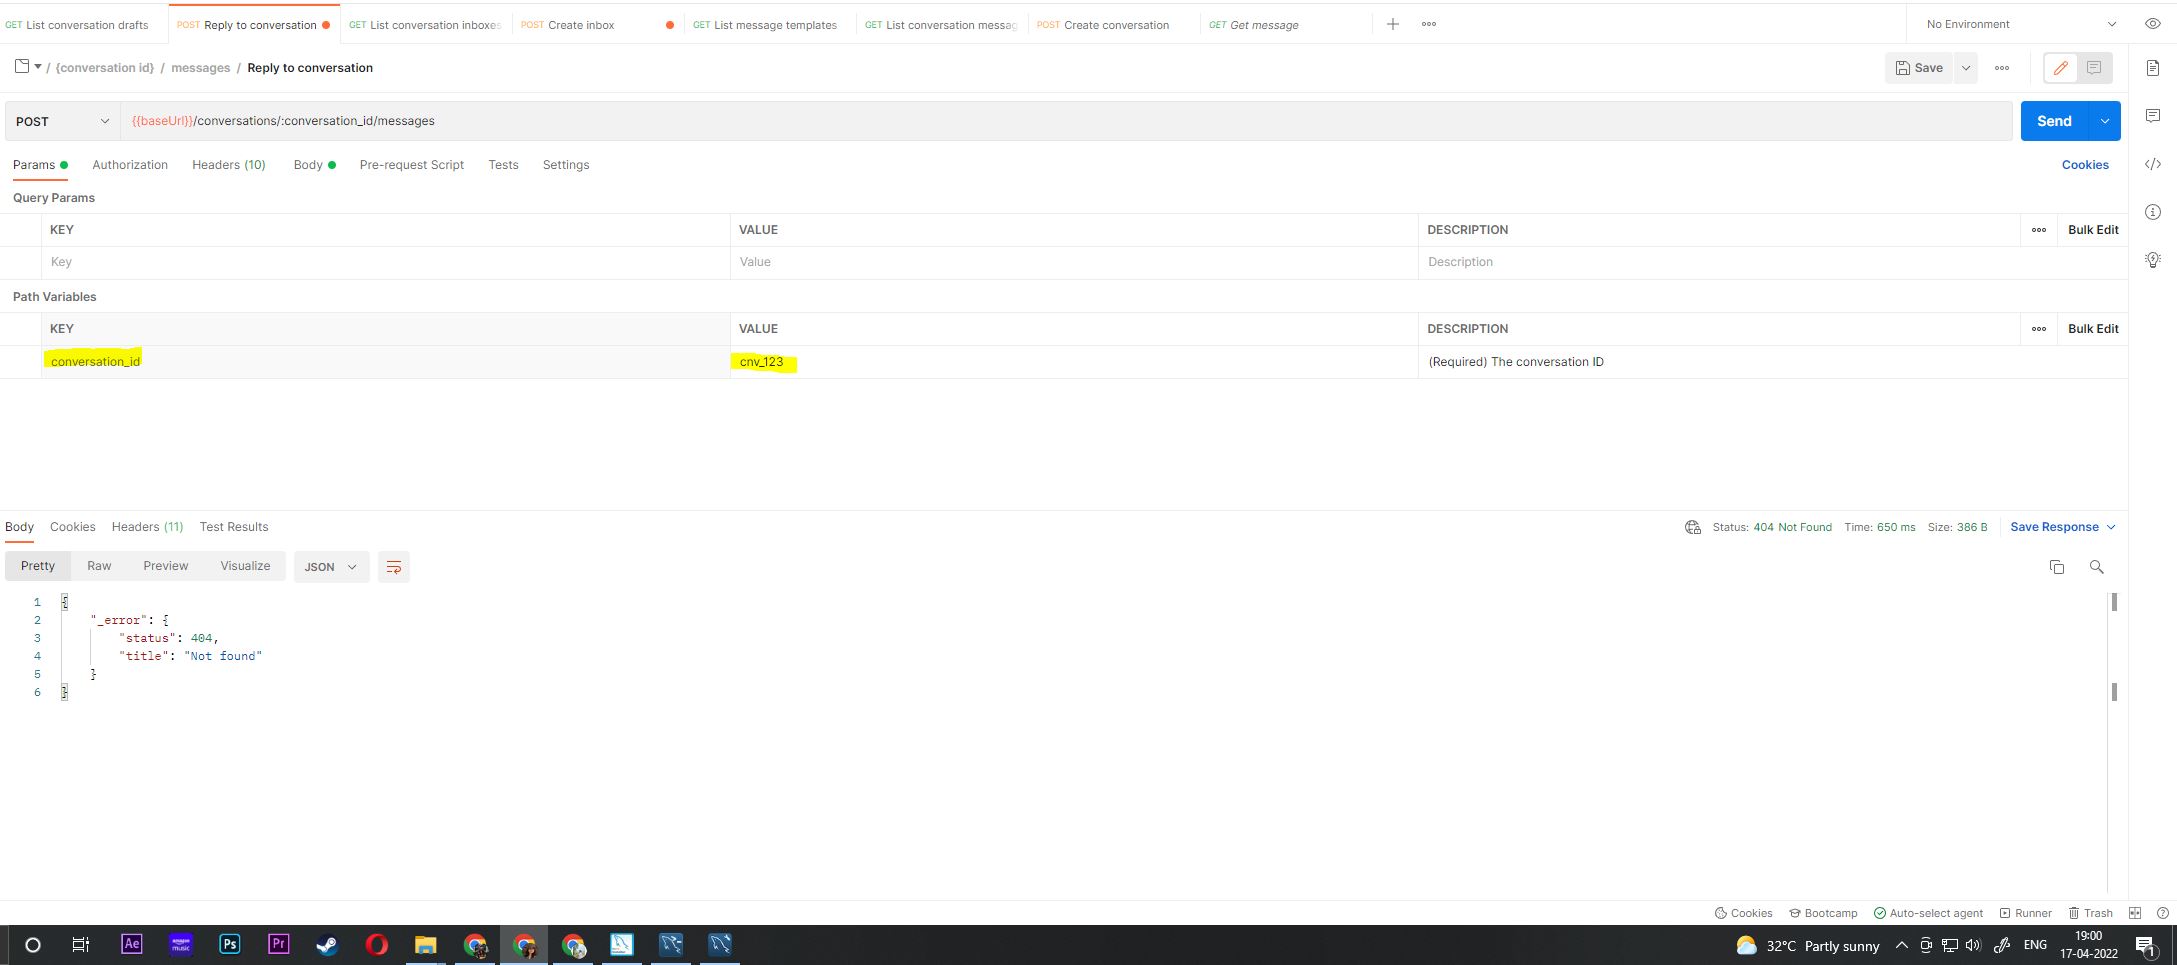 GET List conversation drafts POST Reply to conversation GET List conversation inboxes POST Create inbox GET List message templates GET List conversation messag POST Create conversation GET Get message No Environment
/ {conversation id} / messages / Reply to conversation Save
POST {{baseUrl}}/conversations/:conversation_id/messages Send
Params Authorization Headers (10) Body Pre-request Script Tests Settings Cookies
Query Params
KEY VALUE DESCRIPTION Bulk Edit
Key Value Description
Path Variables
KEY VALUE DESCRIPTION Bulk Edit
conversation_id cnv_123 (Required) The conversation ID
Body Cookies Headers (11) Test Results Status: 404 Not Found Time: 650 ms Size: 386 B Save Response
Pretty Raw Preview Visualize JSON
1 {
2 "_error": {
3 "status": 404,
4 "title": "Not found"
5 }
6 }
Cookies Bootcamp Auto-select agent Runner Trash
Ae amazon music Ps Pr 32°C Partly sunny ENG 19:00 1
17-04-2022